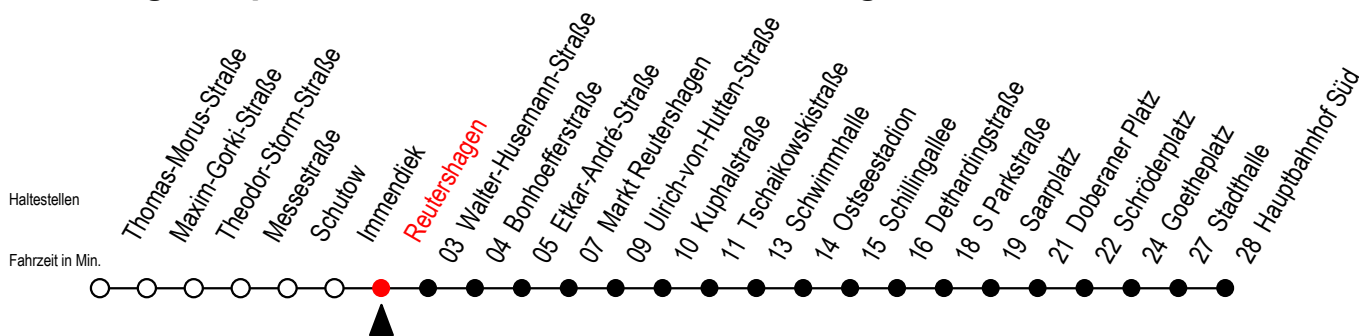 Haltestellen
Fahrzeit in Min.
Thomas-Morus-Straße
Maxim-Gorki-Straße
Theodor-Storm-Straße
Messestraße
Schutow
Immendiek
Reutershagen
03 Walter-Husemann-Straße
04 Bonhoefferstraße
05 Etkar-André-Straße
07 Markt Reutershagen
09 Ulrich-von-Hutten-Straße
10 Kuphalstraße
11 Tschaikowskistraße
13 Schwimmhalle
14 Ostseestadion
15 Schillingallee
16 Dethardingstraße
18 S Parkstraße
19 Saarplatz
21 Doberaner Platz
22 Schröderplatz
24 Goetheplatz
27 Stadthalle
28 Hauptbahnhof Süd